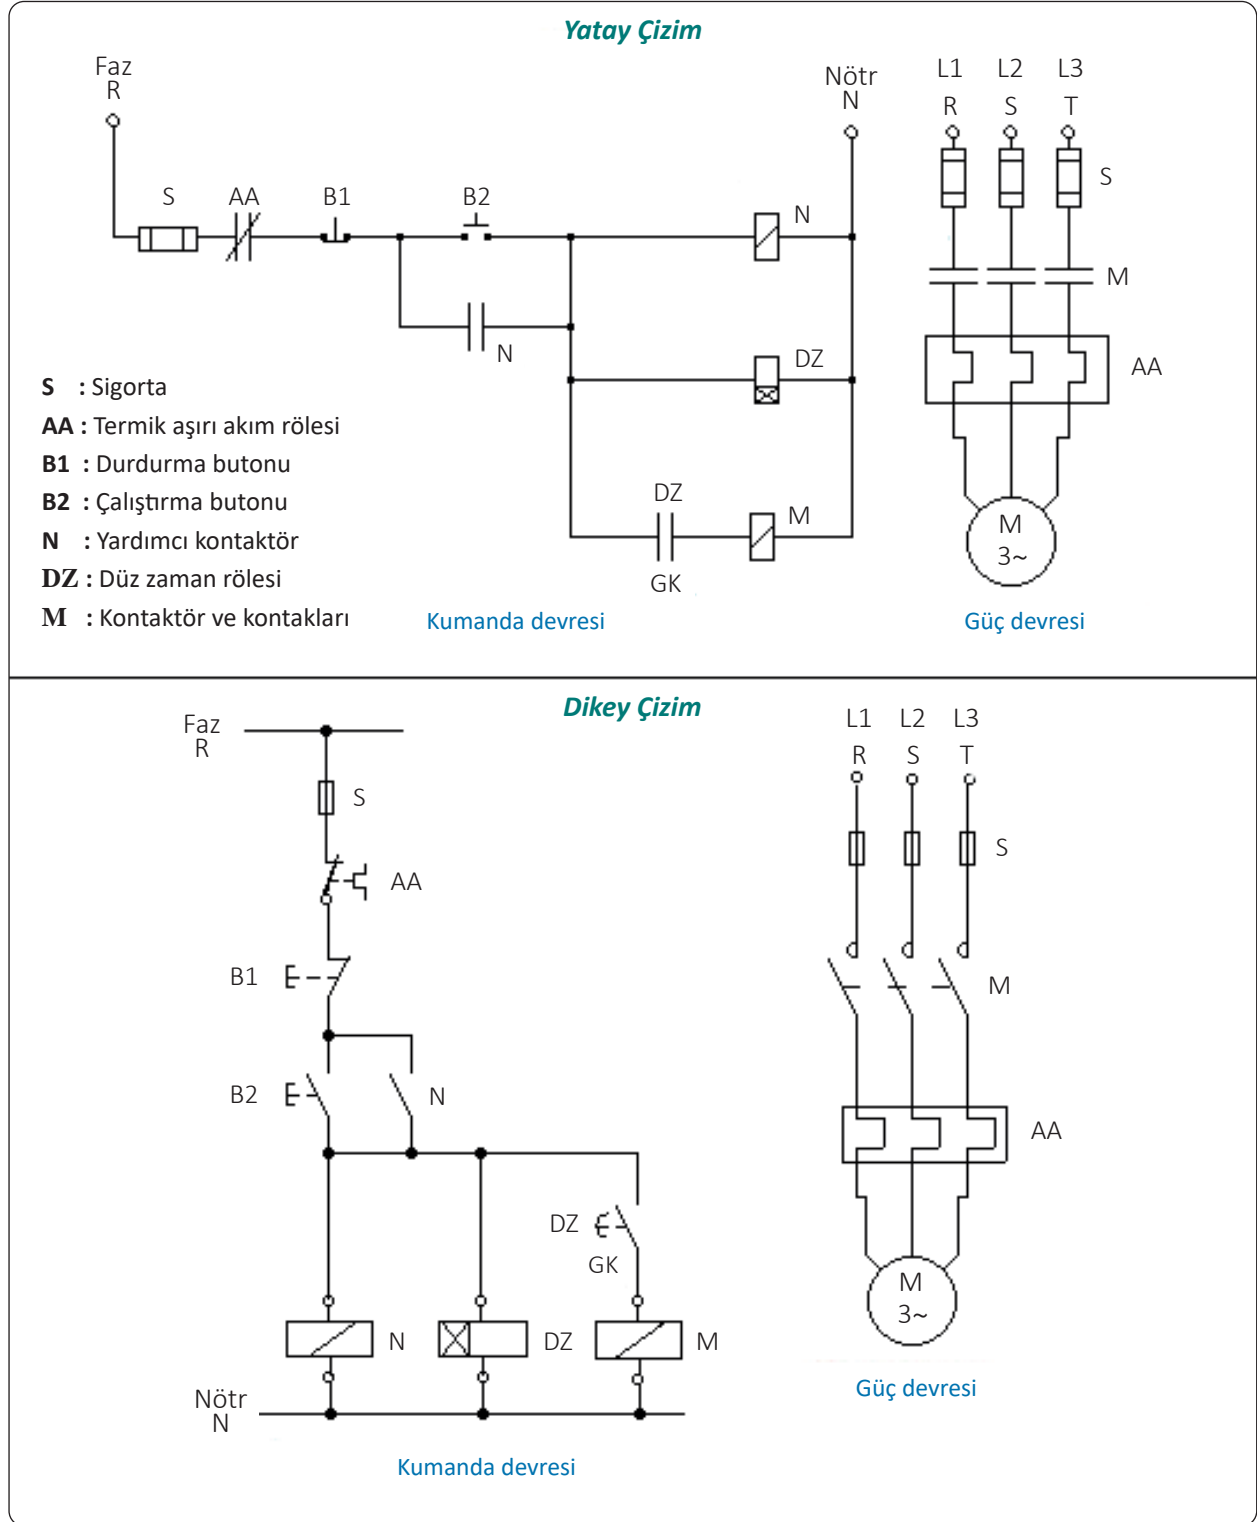 Yatay Çizim
Faz
R
Nötr
N
L1 L2 L3
R S T
S AA B1 B2
N
S
N
M
DZ
AA
S : Sigorta
AA : Termik aşırı akım rölesi
B1 : Durdurma butonu
B2 : Çalıştırma butonu
N : Yardımcı kontaktör
DZ : Düz zaman rölesi
M : Kontaktör ve kontakları
DZ
M
GK
M
3~
Kumanda devresi
Güç devresi
Dikey Çizim
Faz
R
L1 L2 L3
R S T
S
S
AA
B1
M
B2
N
AA
DZ
GK
N
DZ
M
M
3~
Nötr
N
Güç devresi
Kumanda devresi